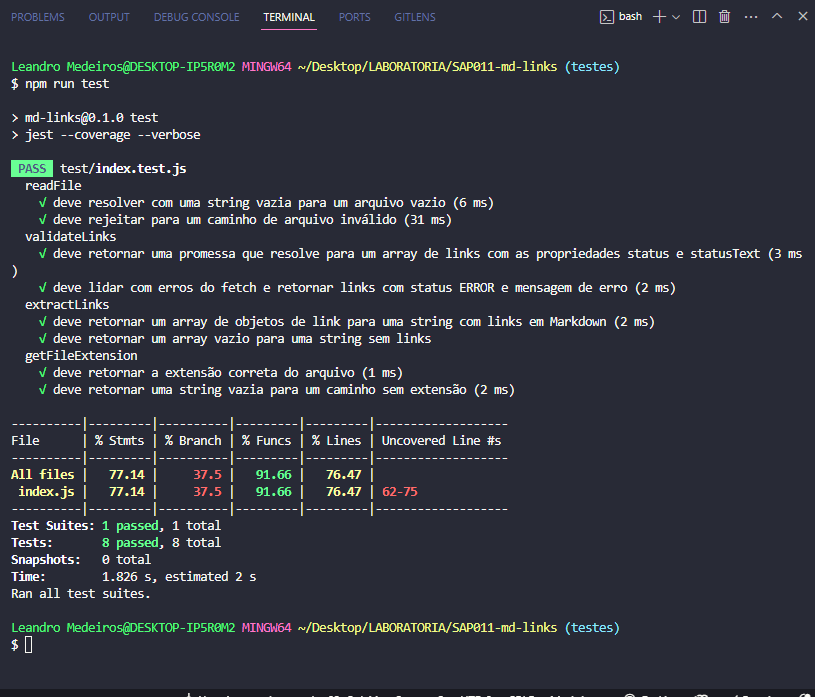 PROBLEMS OUTPUT DEBUG CONSOLE TERMINAL PORTS GITLENS bash
Leandro Medeiros@DESKTOP-IP5R0M2 MINGW64 ~/Desktop/LABORATORIA/SAP011-md-links (testes)
$ npm run test
> md-links@0.1.0 test
> jest --coverage --verbose
PASS test/index.test.js
readFile
√ deve resolver com uma string vazia para um arquivo vazio (6 ms)
√ deve rejeitar para um caminho de arquivo inválido (31 ms)
validateLinks
√ deve retornar uma promessa que resolve para um array de links com as propriedades status e statusText (3 ms
)
√ deve lidar com erros do fetch e retornar links com status ERROR e mensagem de erro (2 ms)
extractLinks
√ deve retornar um array de objetos de link para uma string com links em Markdown (2 ms)
√ deve retornar um array vazio para uma string sem links
getFileExtension
√ deve retornar a extensão correta do arquivo (1 ms)
√ deve retornar uma string vazia para um caminho sem extensão (2 ms)
----------|---------|----------|---------|---------|-------------------
File      | % Stmts | % Branch | % Funcs | % Lines | Uncovered Line #s
----------|---------|----------|---------|---------|-------------------
All files |   77.14 |     37.5 |   91.66 |   76.47 |
index.js |   77.14 |     37.5 |   91.66 |   76.47 | 62-75
----------|---------|----------|---------|---------|-------------------
Test Suites: 1 passed, 1 total
Tests:       8 passed, 8 total
Snapshots:   0 total
Time:        1.826 s, estimated 2 s
Ran all test suites.
Leandro Medeiros@DESKTOP-IP5R0M2 MINGW64 ~/Desktop/LABORATORIA/SAP011-md-links (testes)
$